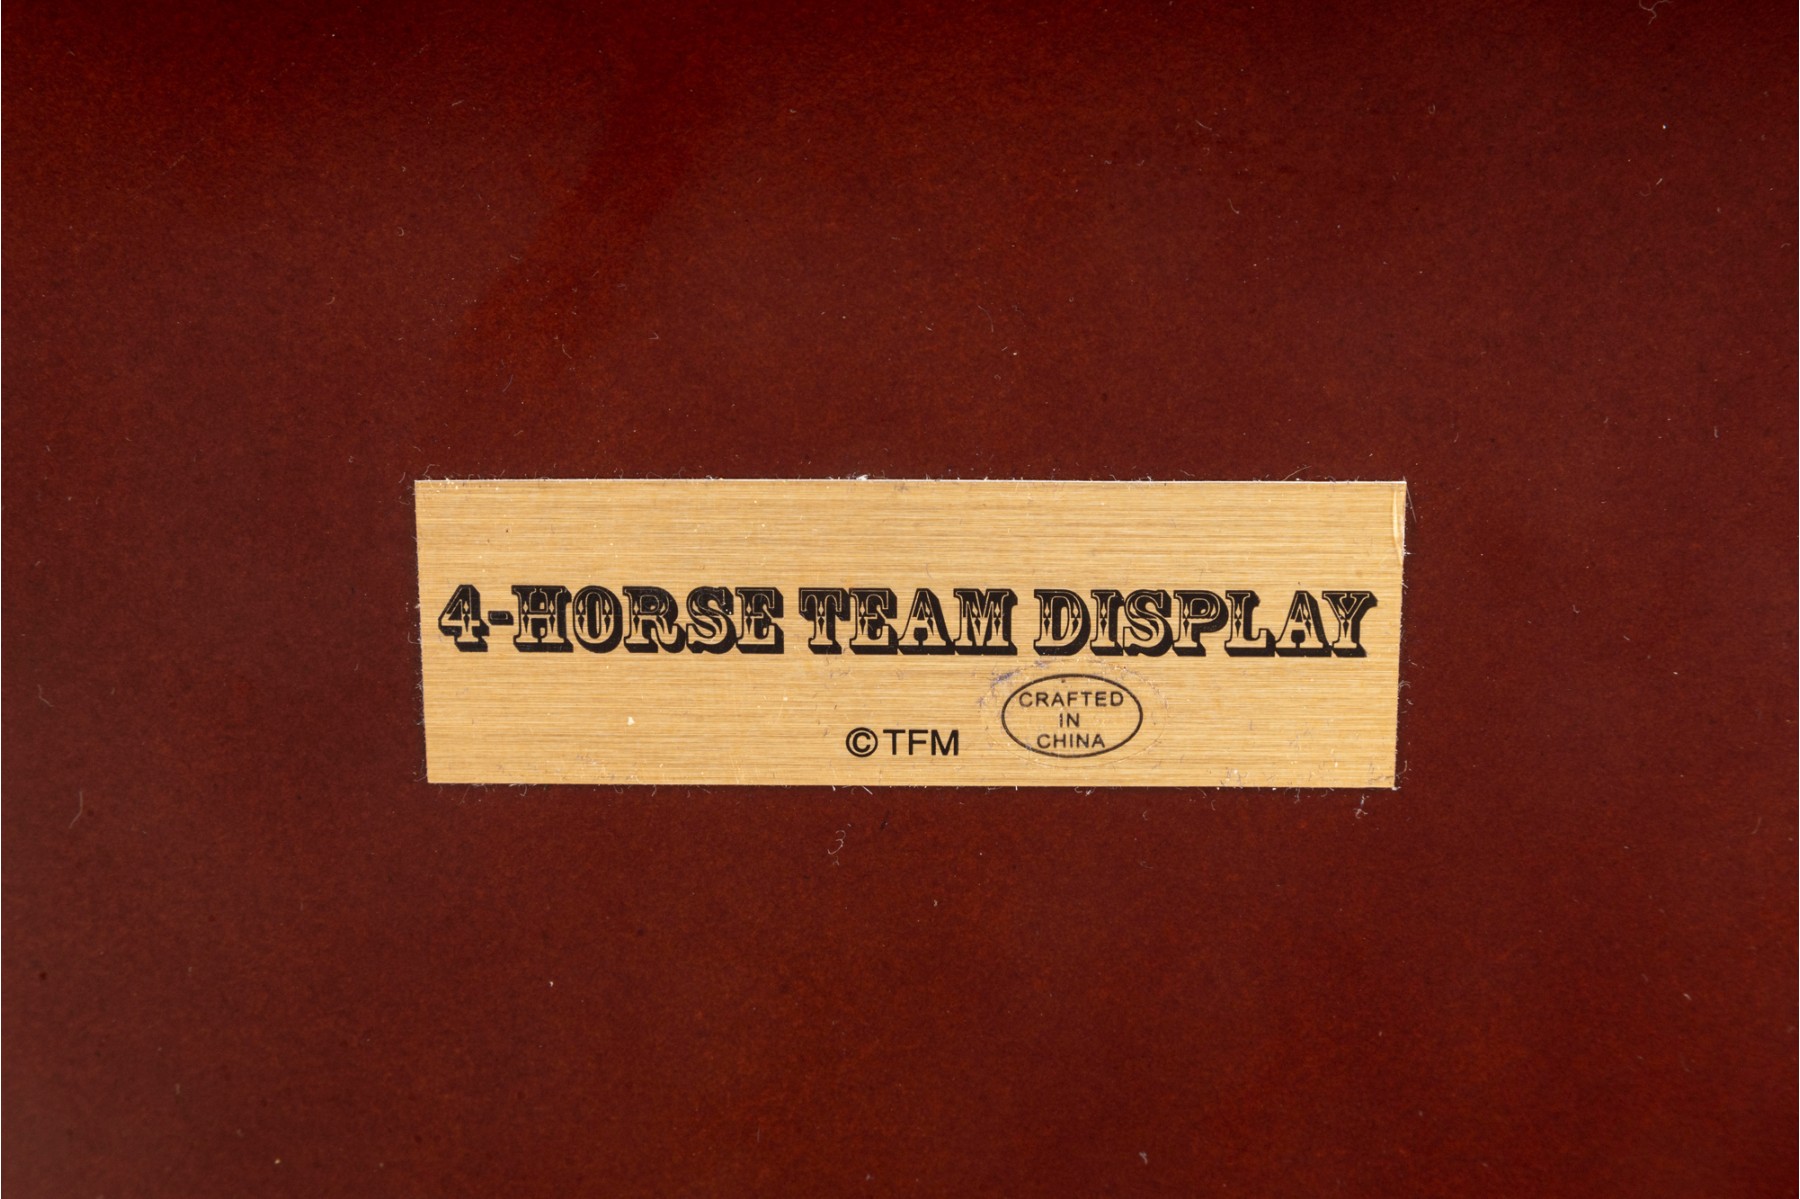 4-HORSE TEAM DISPLAY
©TFM
CRAFTED
IN
CHINA